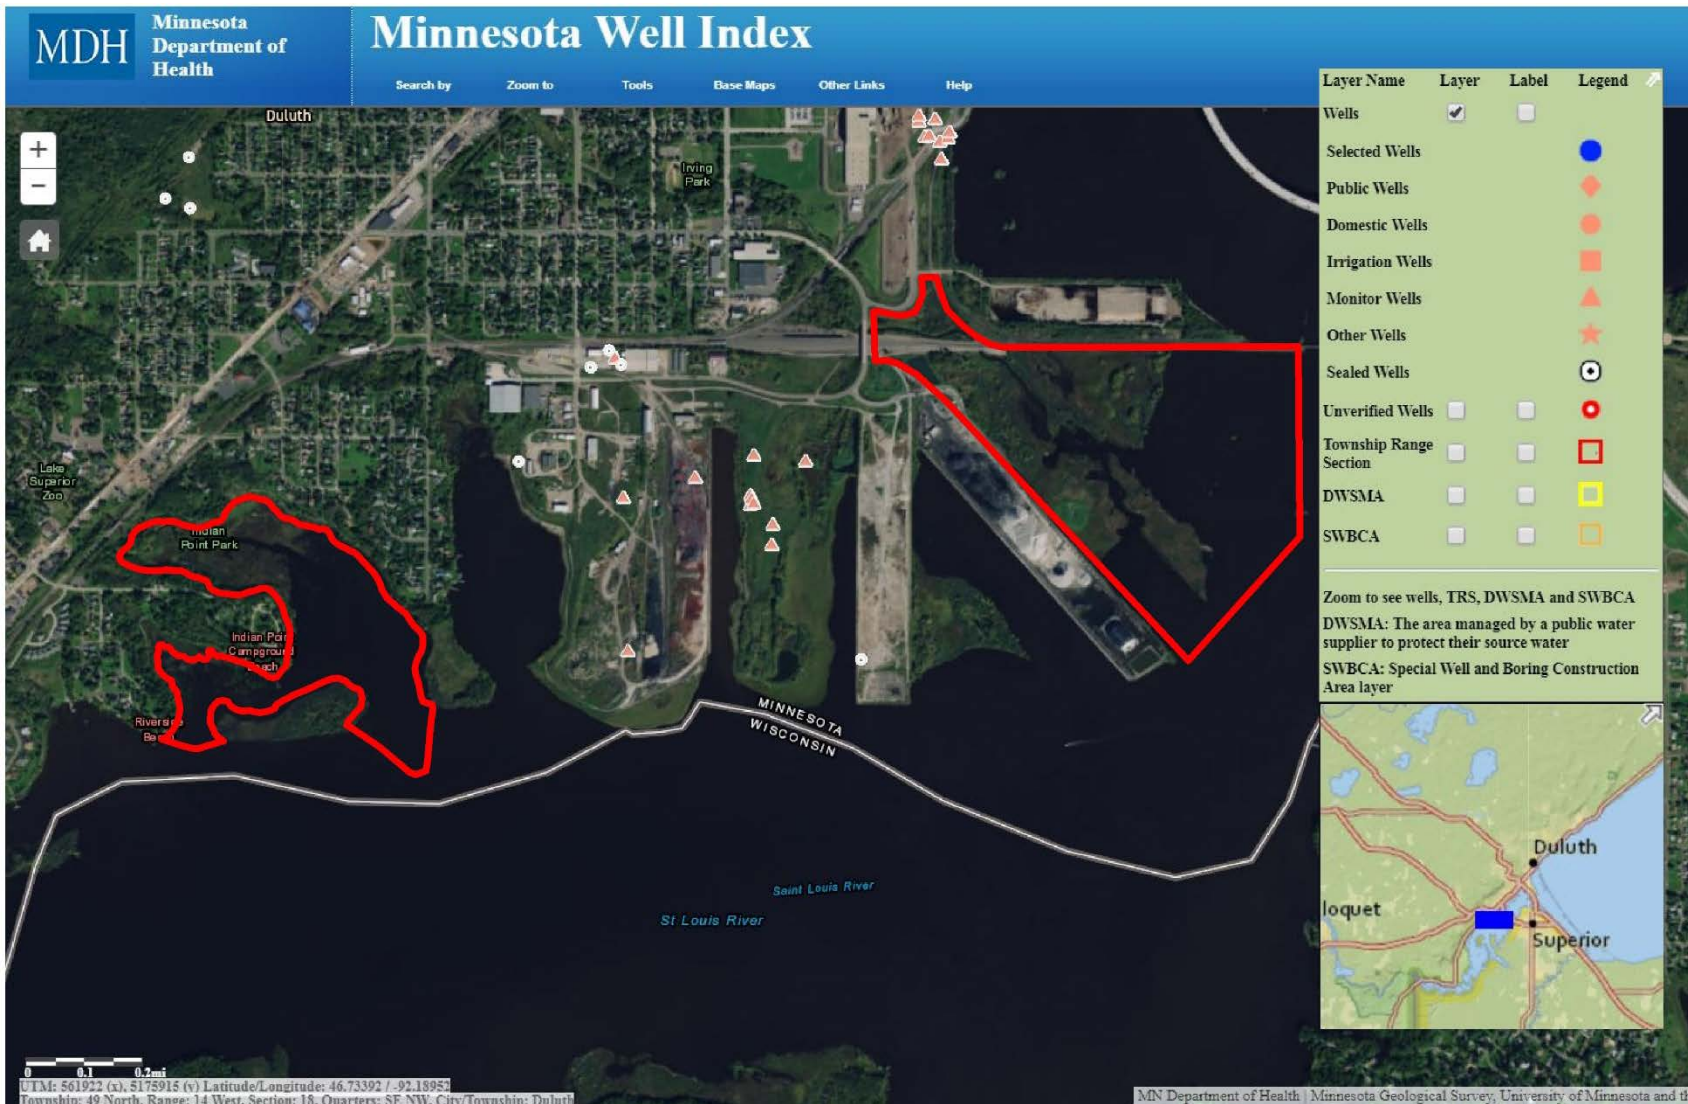 MDH
Minnesota
Department of
Health
Minnesota Well Index
Search by Zoom to Tools Base Maps Other Links Help
Layer Name Layer Label Legend
Wells
Selected Wells
Public Wells
Domestic Wells
Irrigation Wells
Monitor Wells
Other Wells
Sealed Wells
Unverified Wells
Township Range
Section
DWSMA
SWBCA
Zoom to see wells, TRS, DWSMA and SWBCA
DWSMA: The area managed by a public water
supplier to protect their source water
SWBCA: Special Well and Boring Construction
Area layer
+
−
Duluth
Irving
Park
Lake
Superior
Zoo
Indian
Point Park
Indian Poin
Campground
Beach
Riverside
MINNESOTA
WISCONSIN
Saint Louis River
St Louis River
Duluth
loquet
Superior
0 0.1 0.2mi
UTM: 561922 (x), 5175915 (y) Latitude/Longitude: 46.73392 / -92.18952
Township: 49 North, Range: 14 West, Section: 18, Quarters: SE NW, City/Township: Duluth
MN Department of Health | Minnesota Geological Survey, University of Minnesota and th